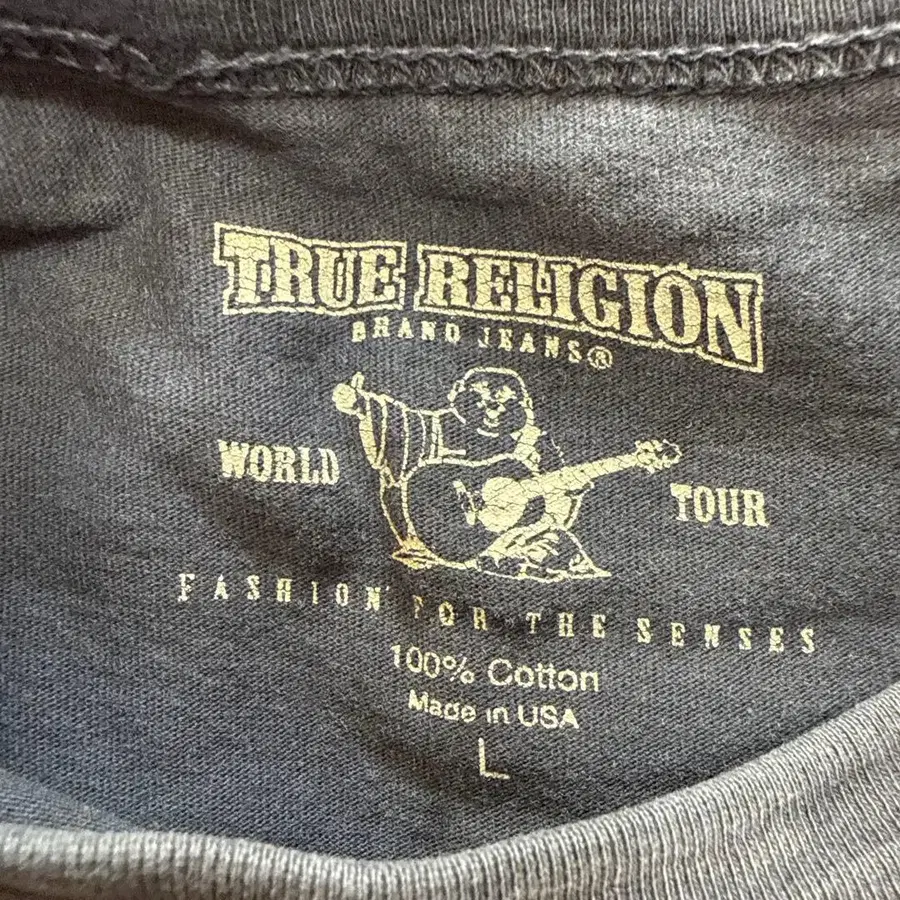 TRUE RELIGION
BRAND JEANS®
WORLD TOUR
FASHION FOR THE SENSES
100% Cotton
Made in USA
L